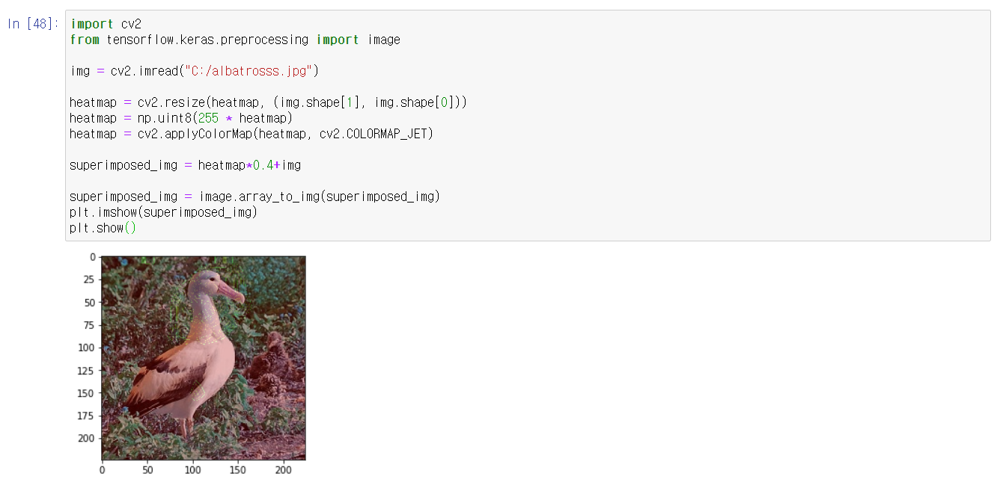 In [48]:
import cv2
from tensorflow.keras.preprocessing import image
img = cv2.imread("C:/albatrosss.jpg")
heatmap = cv2.resize(heatmap, (img.shape[1], img.shape[0]))
heatmap = np.uint8(255 * heatmap)
heatmap = cv2.applyColorMap(heatmap, cv2.COLORMAP_JET)
superimposed_img = heatmap*0.4+img
superimposed_img = image.array_to_img(superimposed_img)
plt.imshow(superimposed_img)
plt.show()
0
25
50
75
100
125
150
175
200
0 50 100 150 200